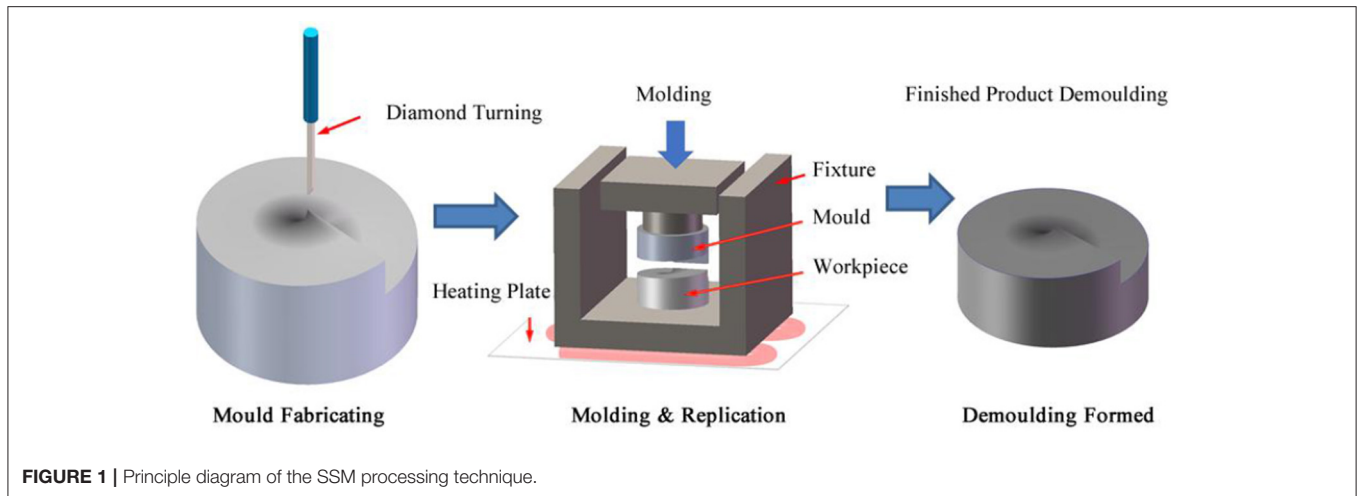 Diamond Turning
Molding
Finished Product Demoulding
Fixture
Mould
Workpiece
Heating Plate
Mould Fabricating
Molding & Replication
Demoulding Formed
FIGURE 1 | Principle diagram of the SSM processing technique.